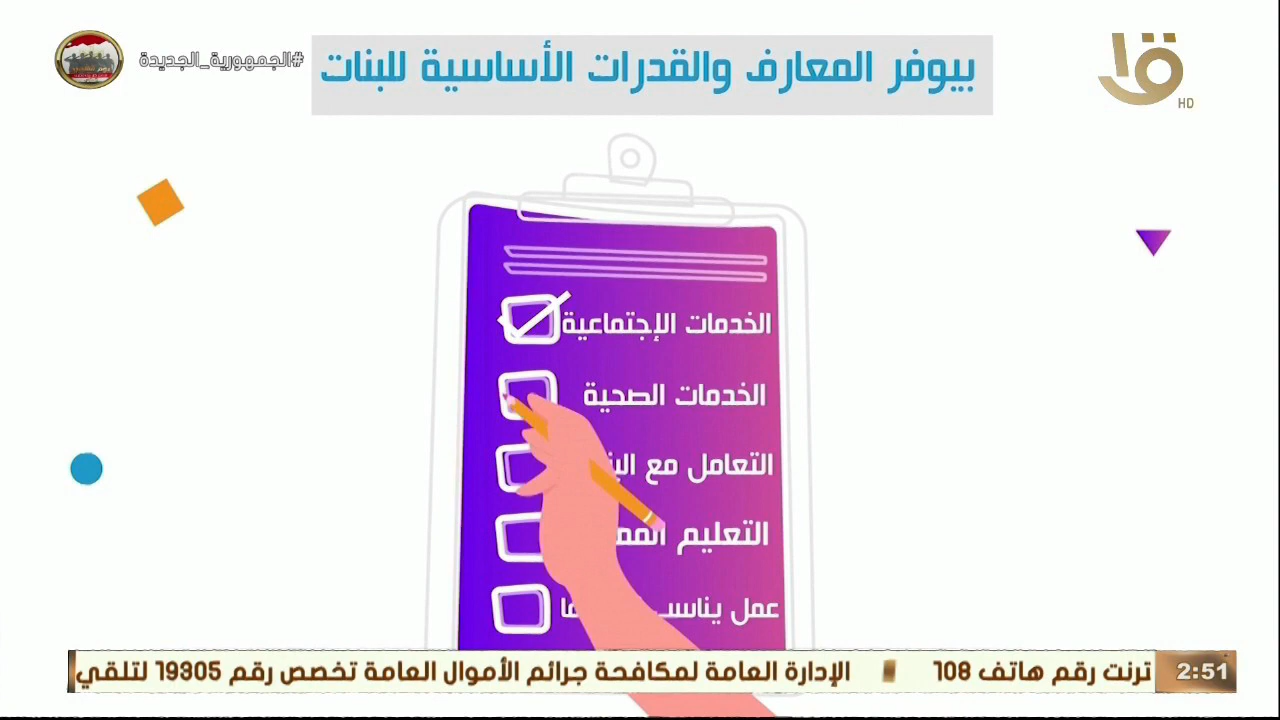 #الجمهورية_الجديدة
HD
بيوفر المعارف والقدرات الأساسية للبنات
الخدمات الإجتماعية
الخدمات الصحية
التعامل مع
التعليم
عمل
ترنت رقم هاتف 108 الإدارة العامة لمكافحة جرائم الأموال العامة تخصص رقم 19305 لتلقي
2:51